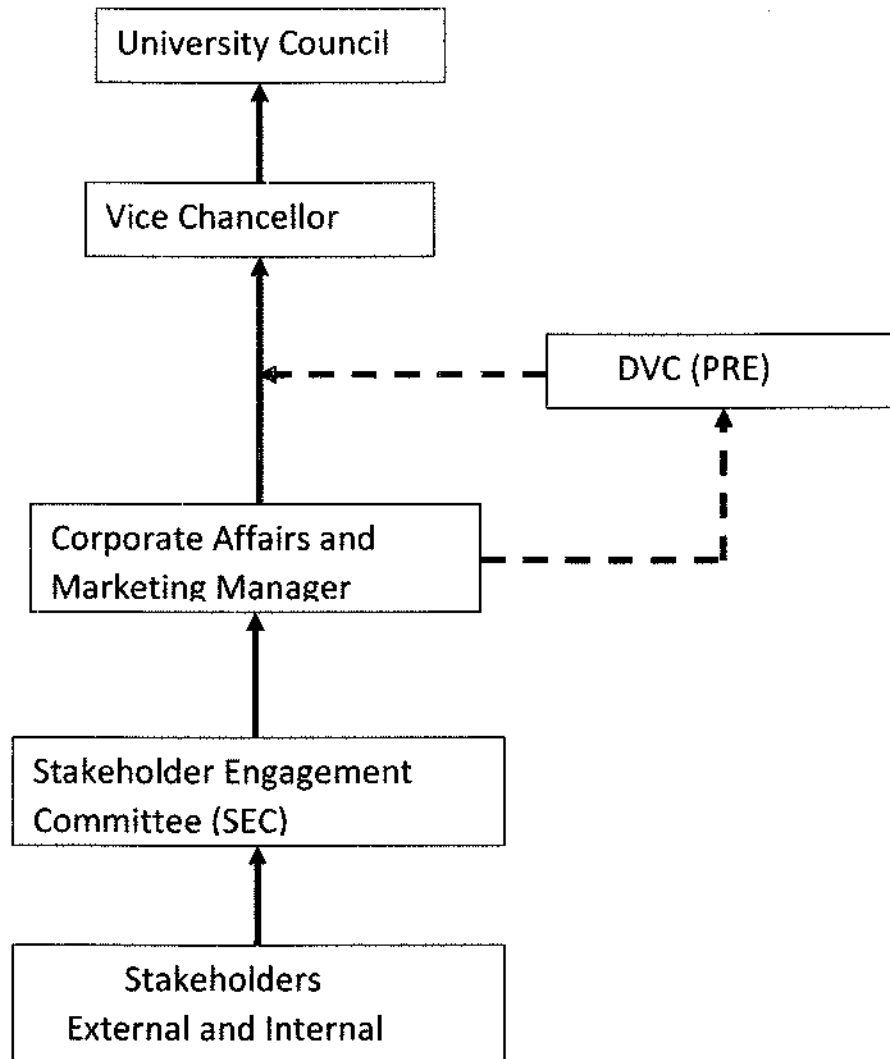 University Council
Vice Chancellor
DVC (PRE)
Corporate Affairs and
Marketing Manager
Stakeholder Engagement
Committee (SEC)
Stakeholders
External and Internal